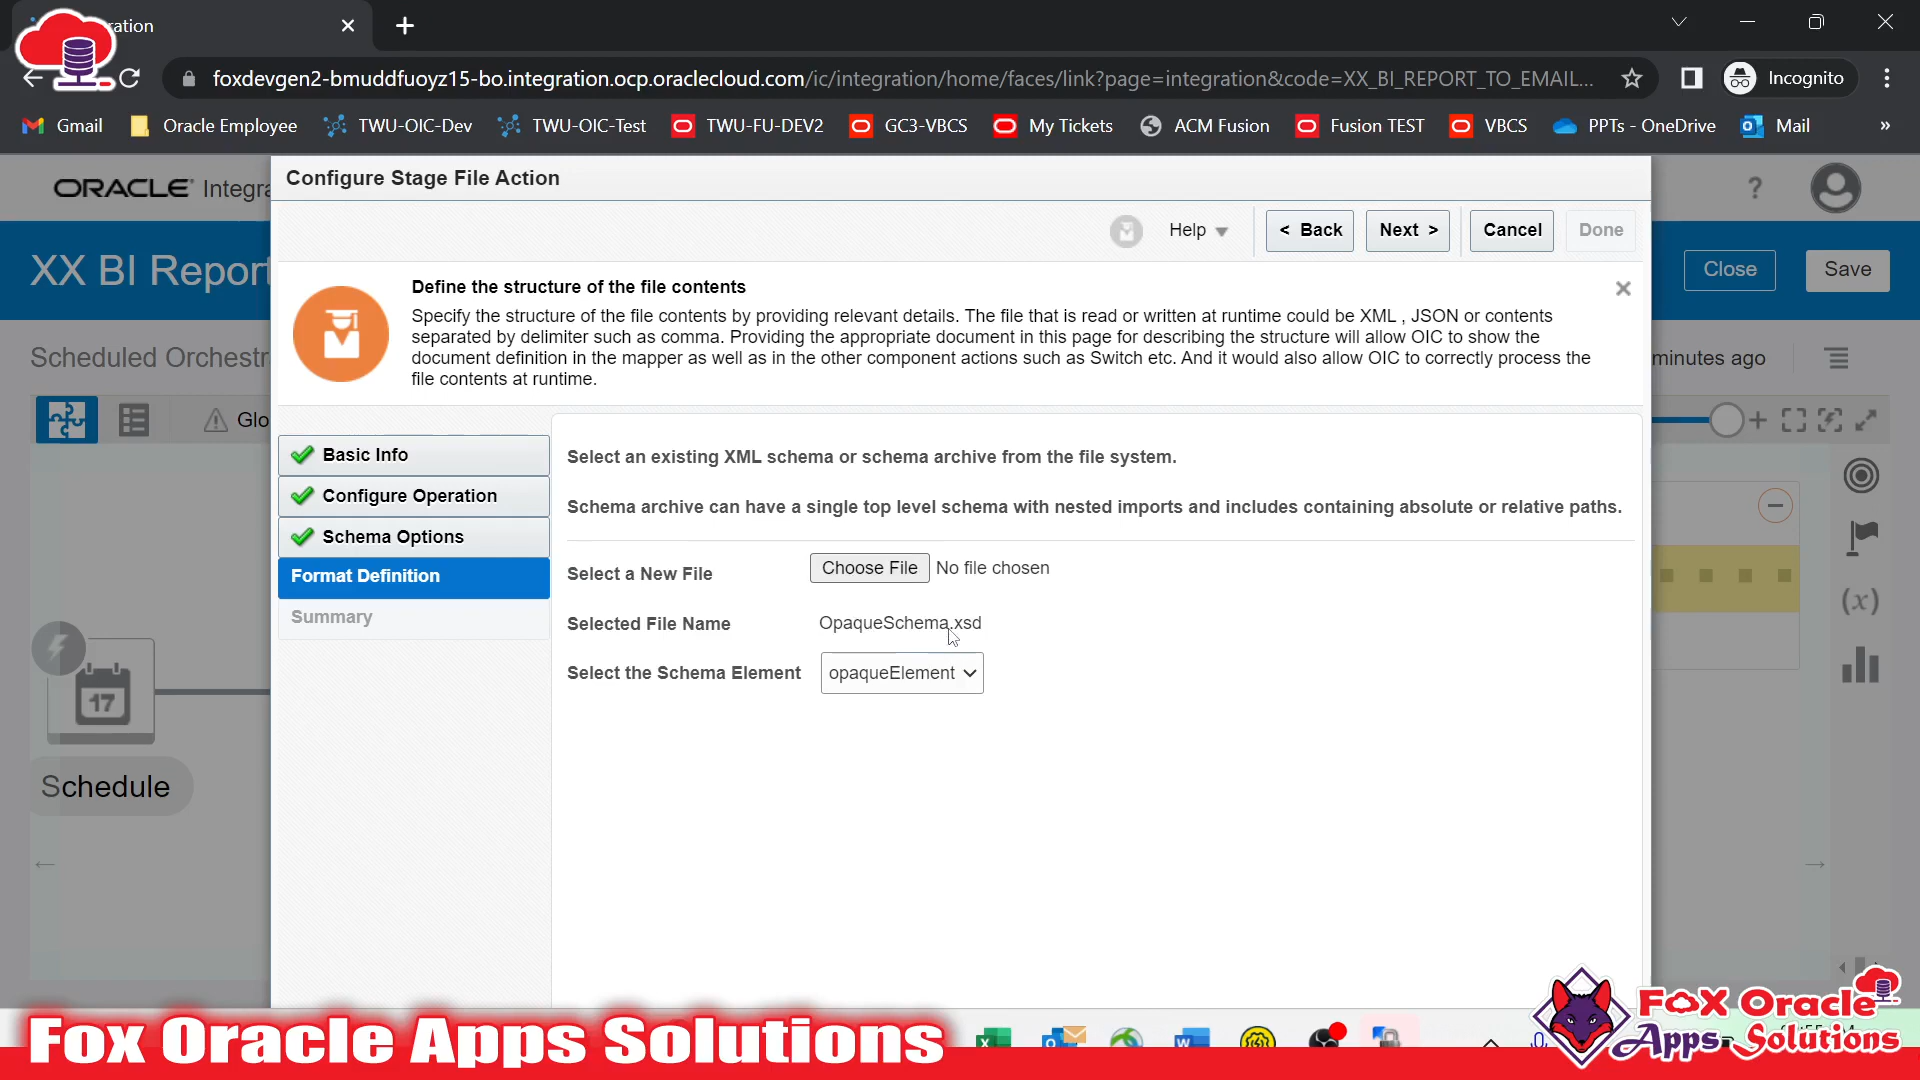 ration
foxdevgen2-bmuddfuoyz15-bo.integration.ocp.oraclecloud.com/ic/integration/home/faces/link?page=integration&code=XX_BI_REPORT_TO_EMAIL...
Incognito
Gmail
Oracle Employee
TWU-OIC-Dev
TWU-OIC-Test
TWU-FU-DEV2
GC3-VBCS
My Tickets
ACM Fusion
Fusion TEST
VBCS
PPTs - OneDrive
Mail
»
Configure Stage File Action
ORACLE Integra
?
Help
< Back
Next >
Cancel
Done
XX BI Report
Close
Save
Define the structure of the file contents
Specify the structure of the file contents by providing relevant details. The file that is read or written at runtime could be XML , JSON or contents
separated by delimiter such as comma. Providing the appropriate document in this page for describing the structure will allow OIC to show the
document definition in the mapper as well as in the other component actions such as Switch etc. And it would also allow OIC to correctly process the
file contents at runtime.
Scheduled Orchestr
minutes ago
Glo
Basic Info
Configure Operation
Schema Options
Format Definition
Summary
Select an existing XML schema or schema archive from the file system.
Schema archive can have a single top level schema with nested imports and includes containing absolute or relative paths.
Select a New File
Choose File
No file chosen
Selected File Name
OpaqueSchema.xsd
Select the Schema Element
opaqueElement
(x)
17
Schedule
Fox Oracle Apps Solutions
FoX Oracle
Apps Solutions